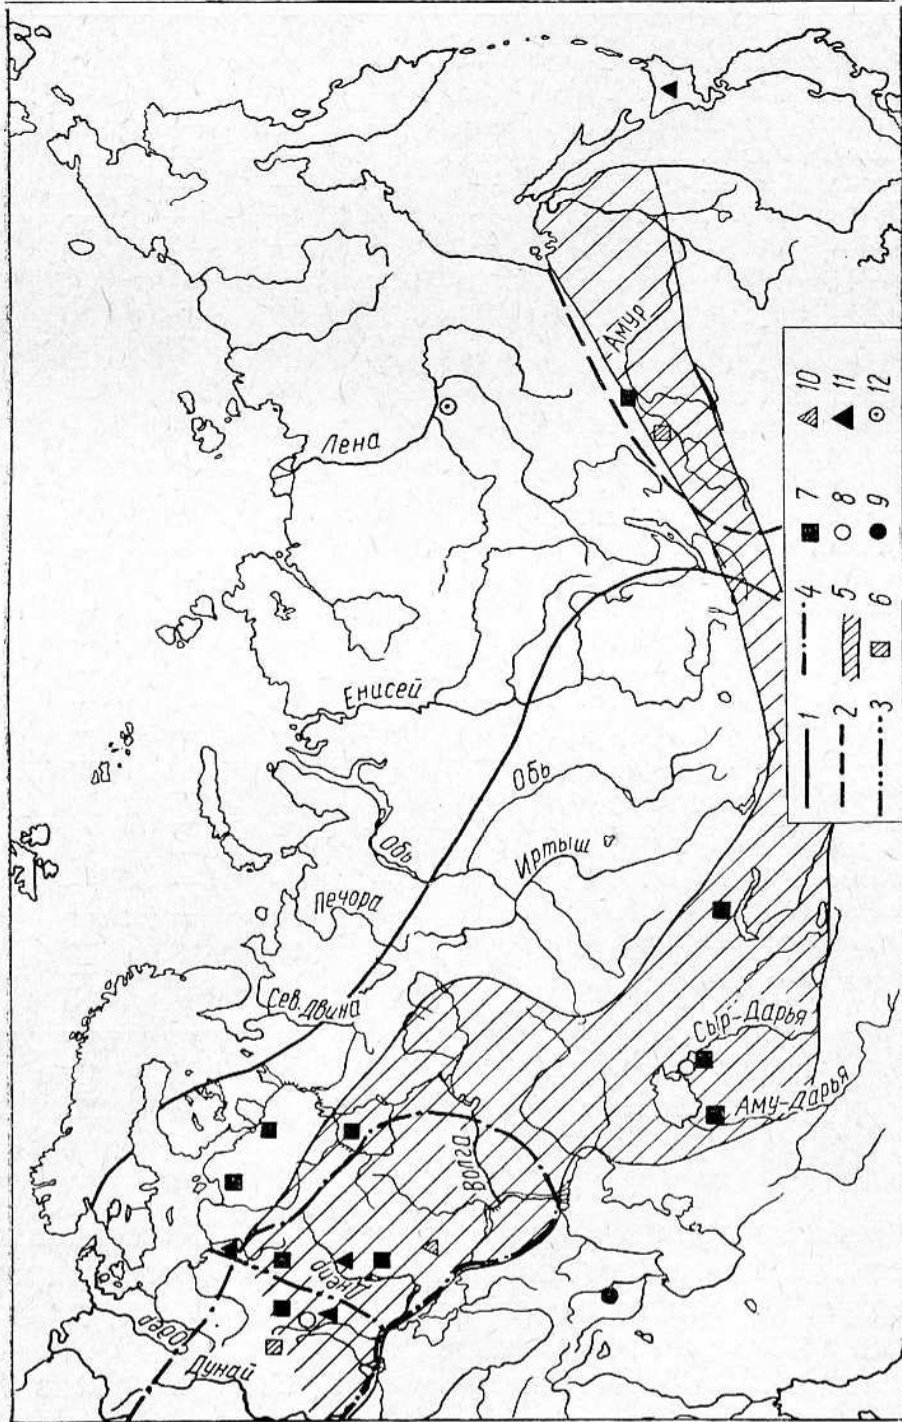 Дунай
Одер
Днепр
Волга
Сев. Двина
Печора
Обь
Иртыш
Обь
Енисей
Лена
Амур
Сыр-Дарья
Аму-Дарья
1
2
3
4
5
6
7
8
9
10
11
12